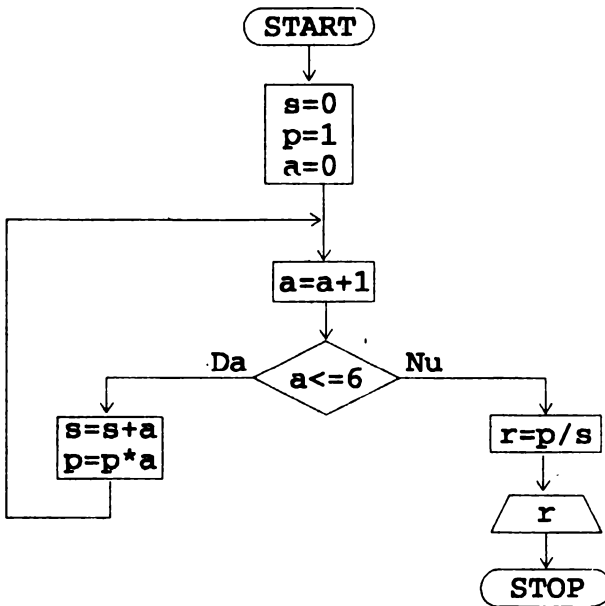 START
s=0
p=1
a=0
a=a+1
Da
a<=6
Nu
s=s+a
p=p*a
r=p/s
r
STOP